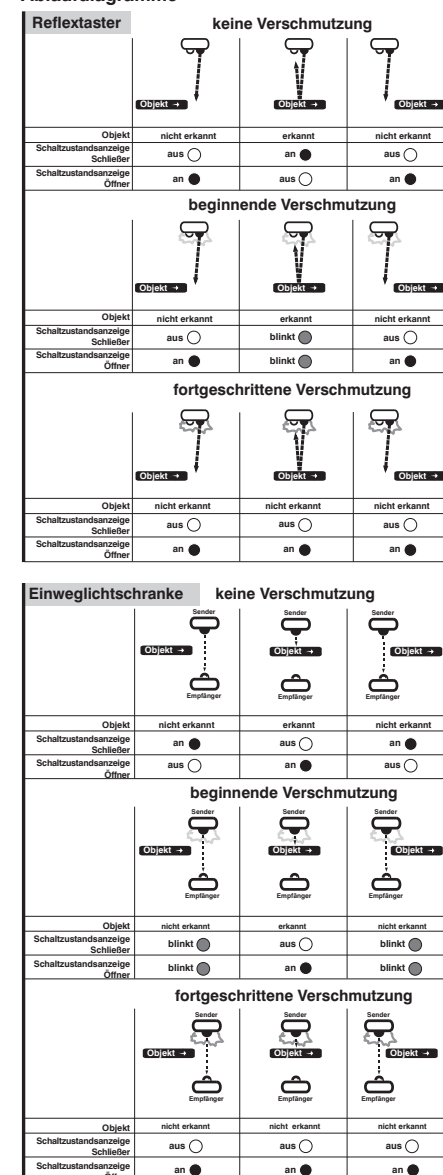 Reflextaster keine Verschmutzung
Objekt → Objekt → Objekt →
Objekt nicht erkannt erkannt nicht erkannt
Schaltzustandsanzeige
Schließer aus an aus
Schaltzustandsanzeige
Öffner an aus an
beginnende Verschmutzung
Objekt → Objekt → Objekt →
Objekt nicht erkannt erkannt nicht erkannt
Schaltzustandsanzeige
Schließer aus blinkt aus
Schaltzustandsanzeige
Öffner an blinkt an
fortgeschrittene Verschmutzung
Objekt → Objekt → Objekt →
Objekt nicht erkannt nicht erkannt nicht erkannt
Schaltzustandsanzeige
Schließer aus aus aus
Schaltzustandsanzeige
Öffner an an an
Einweglichtschranke keine Verschmutzung
Sender Sender Sender
Objekt → Objekt → Objekt →
Empfänger Empfänger Empfänger
Objekt nicht erkannt erkannt nicht erkannt
Schaltzustandsanzeige
Schließer an aus an
Schaltzustandsanzeige
Öffner aus an aus
beginnende Verschmutzung
Sender Sender Sender
Objekt → Objekt → Objekt →
Empfänger Empfänger Empfänger
Objekt nicht erkannt erkannt nicht erkannt
Schaltzustandsanzeige
Schließer blinkt aus blinkt
Schaltzustandsanzeige
Öffner blinkt an blinkt
fortgeschrittene Verschmutzung
Sender Sender Sender
Objekt → Objekt → Objekt →
Empfänger Empfänger Empfänger
Objekt nicht erkannt nicht erkannt nicht erkannt
Schaltzustandsanzeige
Schließer aus aus aus
Schaltzustandsanzeige
an an an